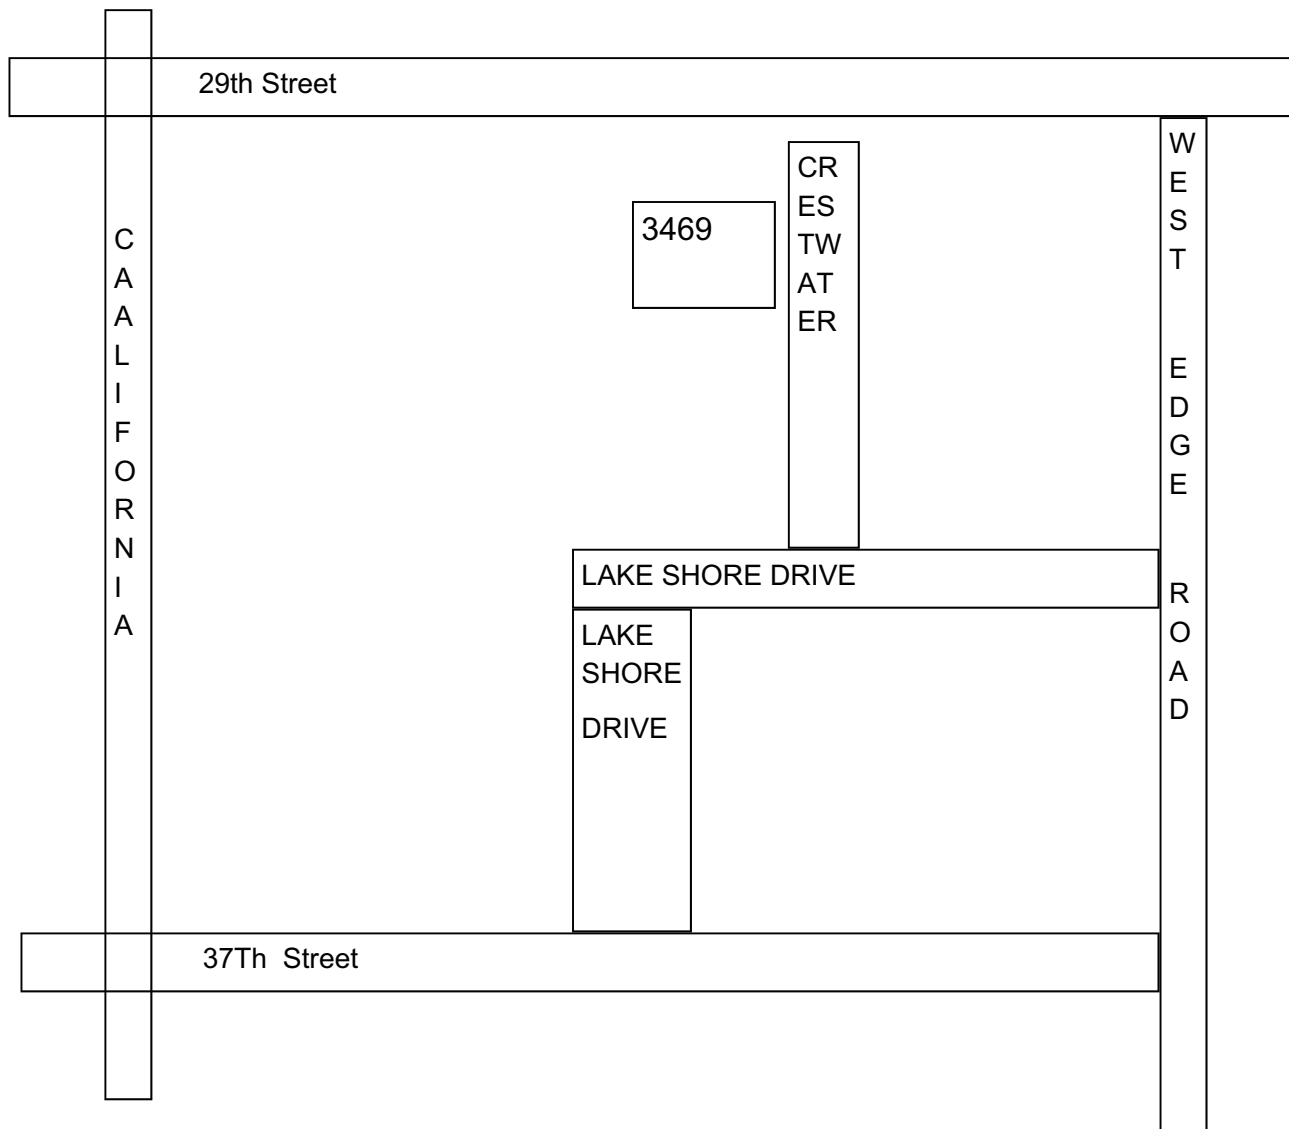 29th Street
W
E
S
T
E
D
G
E
R
O
A
D
CR
ES
TW
AT
ER
3469
C
A
A
L
I
F
O
R
N
I
A
LAKE SHORE DRIVE
LAKE
SHORE
DRIVE
37Th  Street